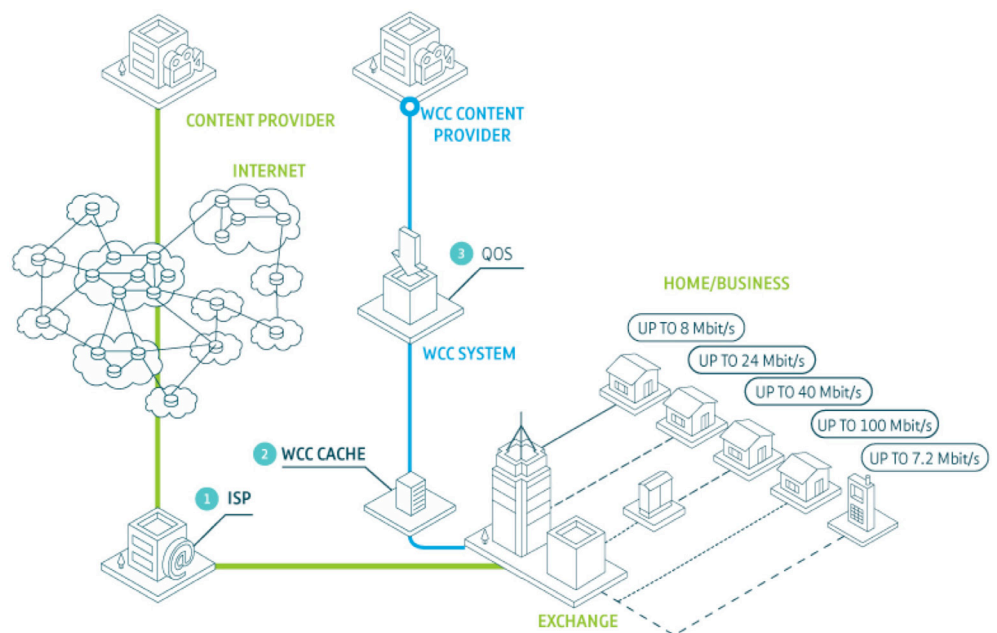 CONTENT PROVIDER
WCC CONTENT
PROVIDER
INTERNET
3 QOS
WCC SYSTEM
HOME/BUSINESS
UP TO 8 Mbit/s
UP TO 24 Mbit/s
UP TO 40 Mbit/s
UP TO 100 Mbit/s
UP TO 7.2 Mbit/s
2 WCC CACHE
1 ISP
@
EXCHANGE